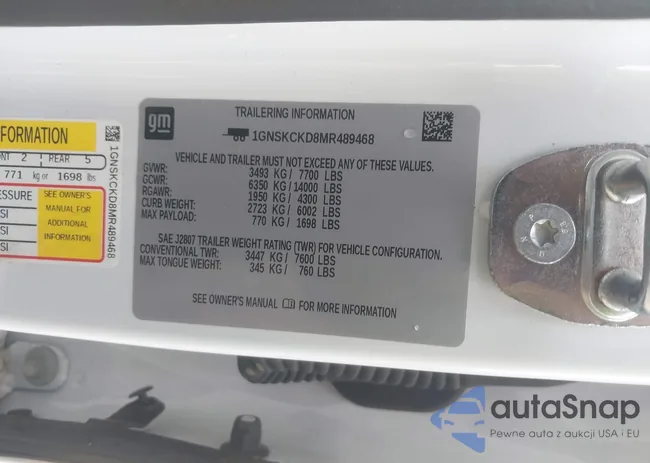 FORMATION
NT 2 REAR 5
771 kg or 1698 lbs
ESSURE
SEE OWNER'S
MANUAL FOR
ADDITIONAL
INFORMATION
SI
SI
SI
1GNSKCKD8MR489468
gm
TRAILERING INFORMATION
1GNSKCKD8MR489468
VEHICLE AND TRAILER MUST NOT EXCEED ANY OF THESE VALUES.
GVWR: 3493 KG/ 7700 LBS
GCWR: 6350 KG/14000 LBS
RGAWR: 1950 KG/ 4300 LBS
CURB WEIGHT: 2723 KG/ 6002 LBS
MAX PAYLOAD: 770 KG/ 1698 LBS
SAE J2807 TRAILER WEIGHT RATING (TWR) FOR VEHICLE CONFIGURATION.
CONVENTIONAL TWR: 3447 KG/ 7600 LBS
MAX TONGUE WEIGHT: 345 KG/ 760 LBS
SEE OWNER'S MANUAL FOR MORE INFORMATION
autaSnap
Pewne auta z aukcji USA i EU